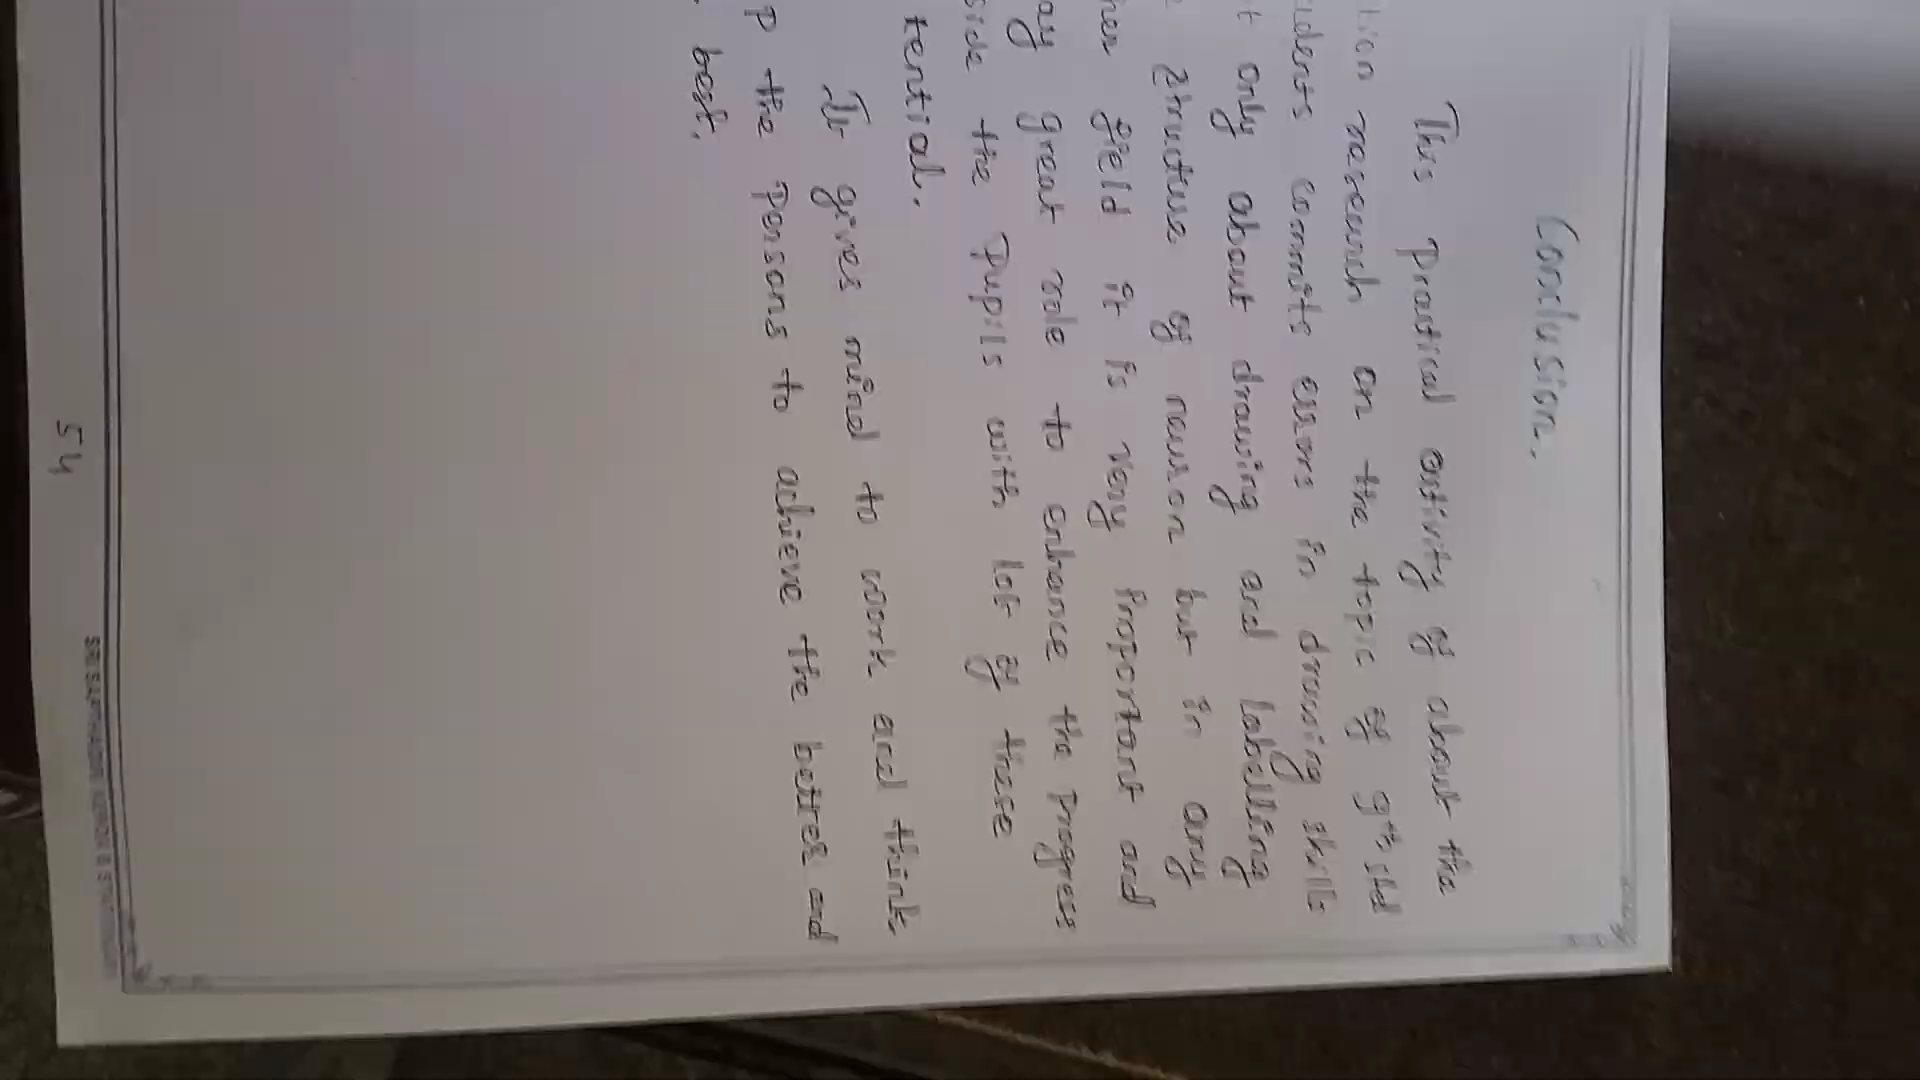 Conclusion.
This practical activity of about the
tion research on the topic of 9th std
udents commits errors in drawing skills
t only about drawing and labelling
structure of neuron but in any
her field it is very Proportant and
ay great role to enhance the progress
side the Pupils with lot of these
tential.
It gives mind to work and think
P the Persons to achieve the betters and
best.
54